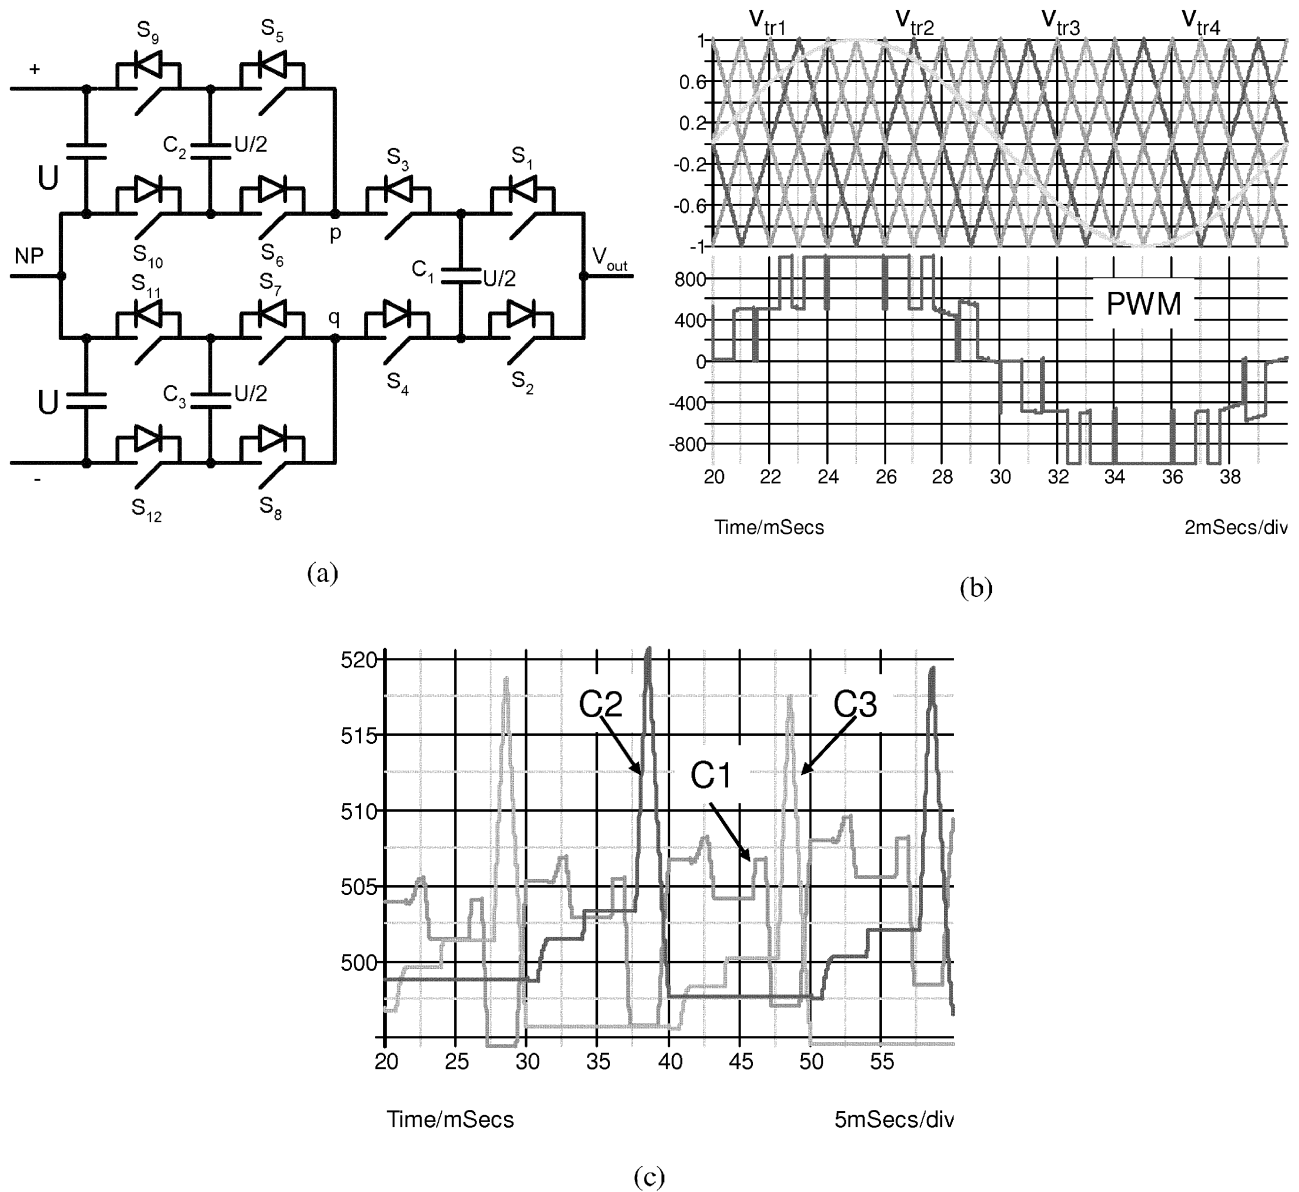 S9 S5
+
C2 U/2
U
S3 S1
S10 S6 p
NP
Vout
C1 U/2
S11 S7 q
S4 S2
U C3 U/2
-
S12 S8
(a)
Vtr1 Vtr2 Vtr3 Vtr4
1
0.6
0.2
-0.2
-0.6
-1
800
400
0
-400
-800
PWM
20 22 24 26 28 30 32 34 36 38
Time/mSecs 2mSecs/div
(b)
520
515
510
505
500
C2 C3
C1
20 25 30 35 40 45 50 55
Time/mSecs 5mSecs/div
(c)